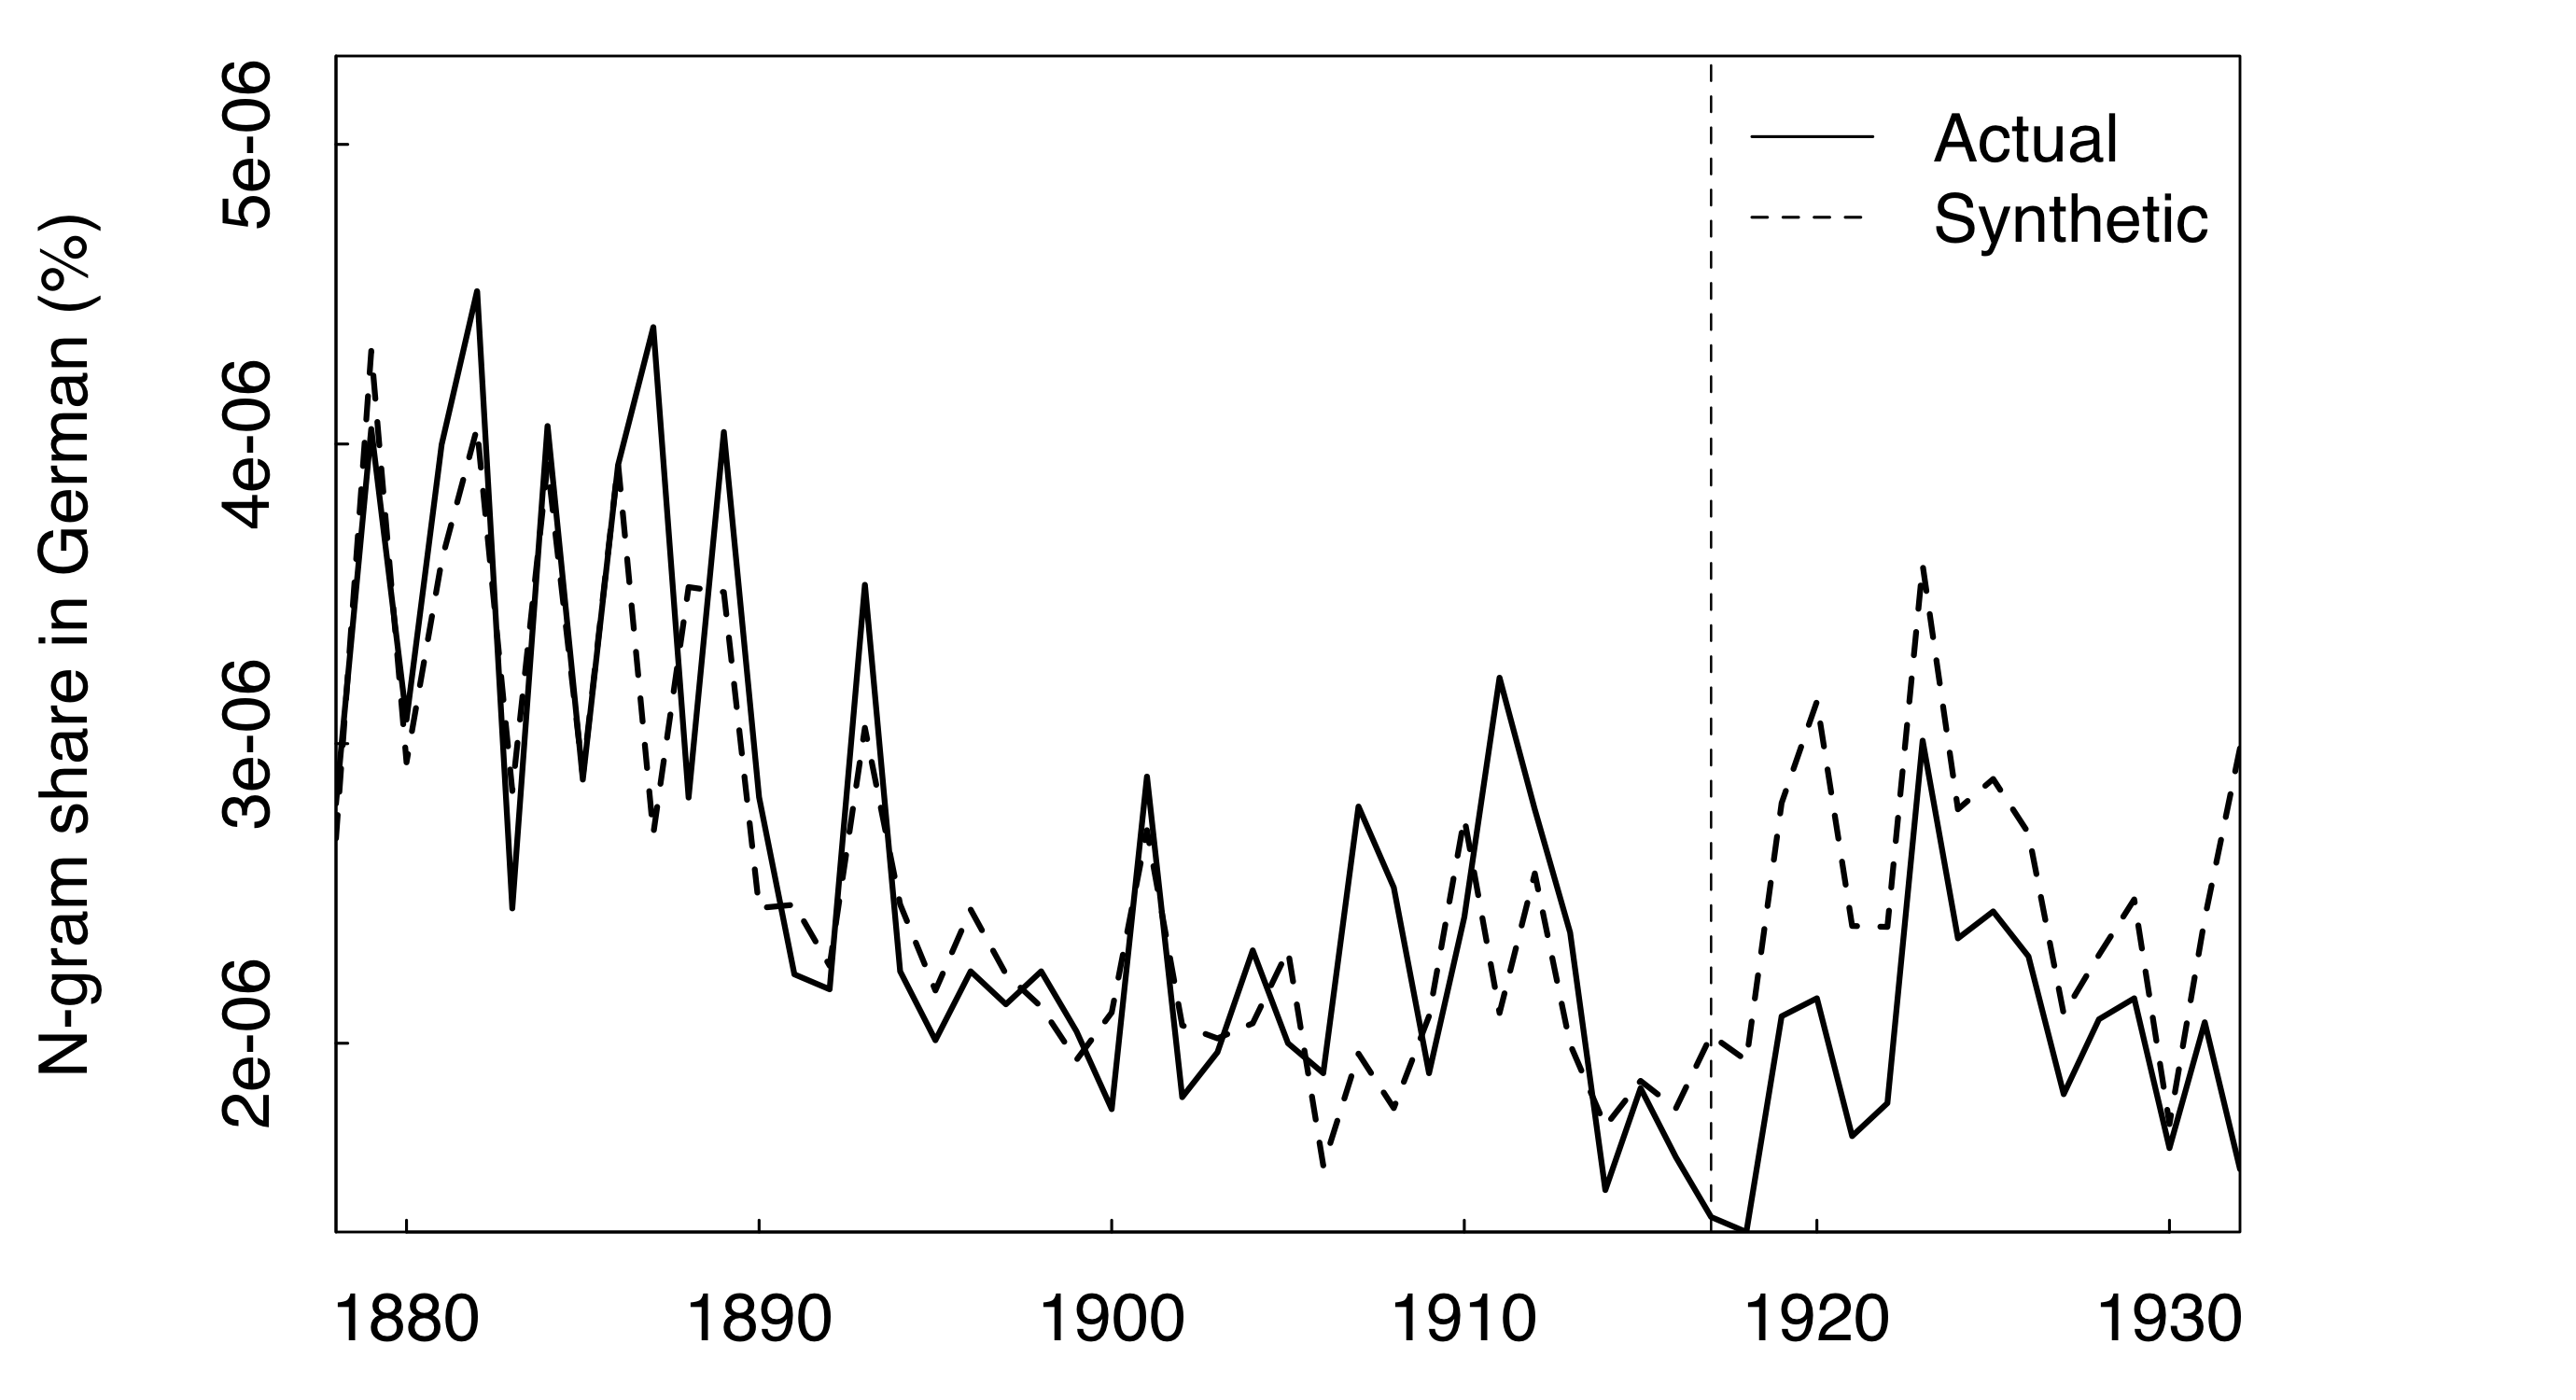 N-gram share in German (%)
5e-06
4e-06
3e-06
2e-06
Actual
Synthetic
1880 1890 1900 1910 1920 1930